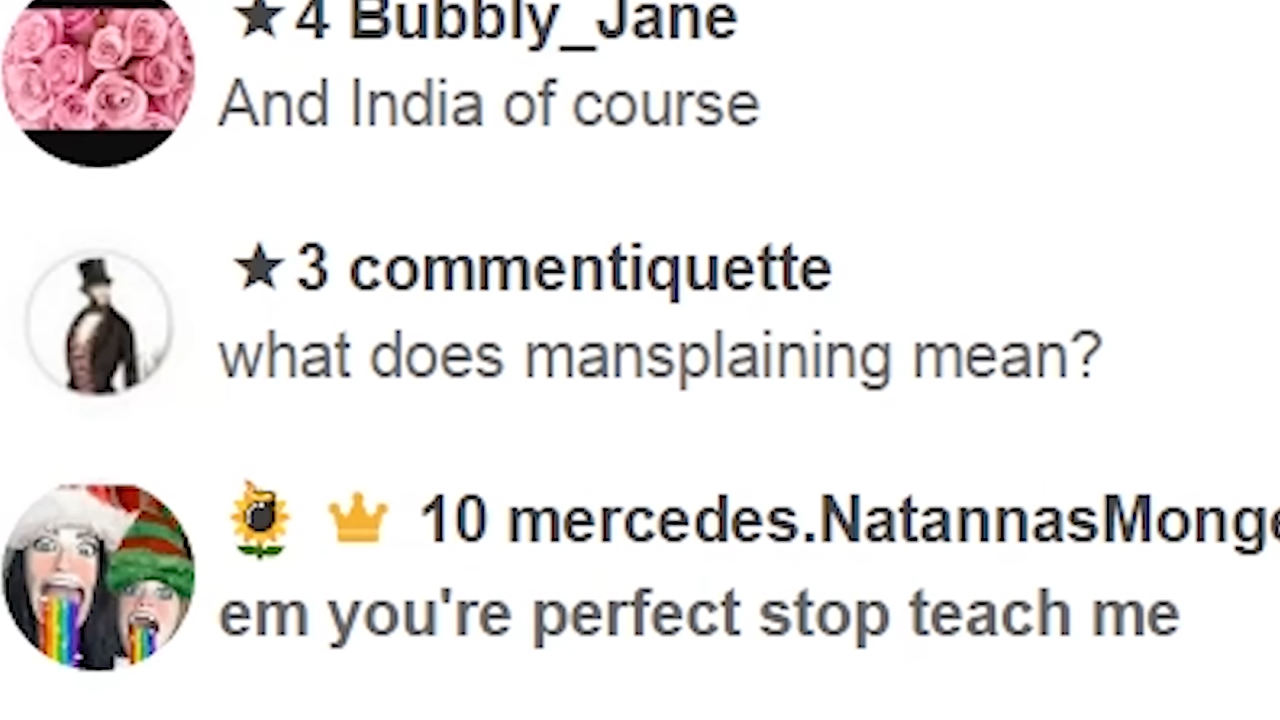 ★4 Bubbly_Jane
And India of course
★3 commentiquette
what does mansplaining mean?
10 mercedes.NatannasMong
em you're perfect stop teach me